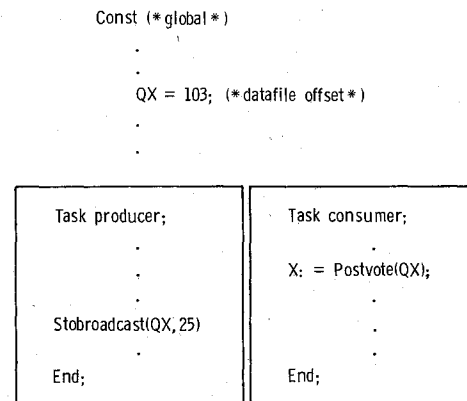 Const (*global*)
.
.
QX = 103; (*datafile offset*)
.
.
Task producer;
.
.
.
Stobroadcast(QX,25)
.
End;
Task consumer;
.
X: = Postvote(QX);
.
.
.
End;